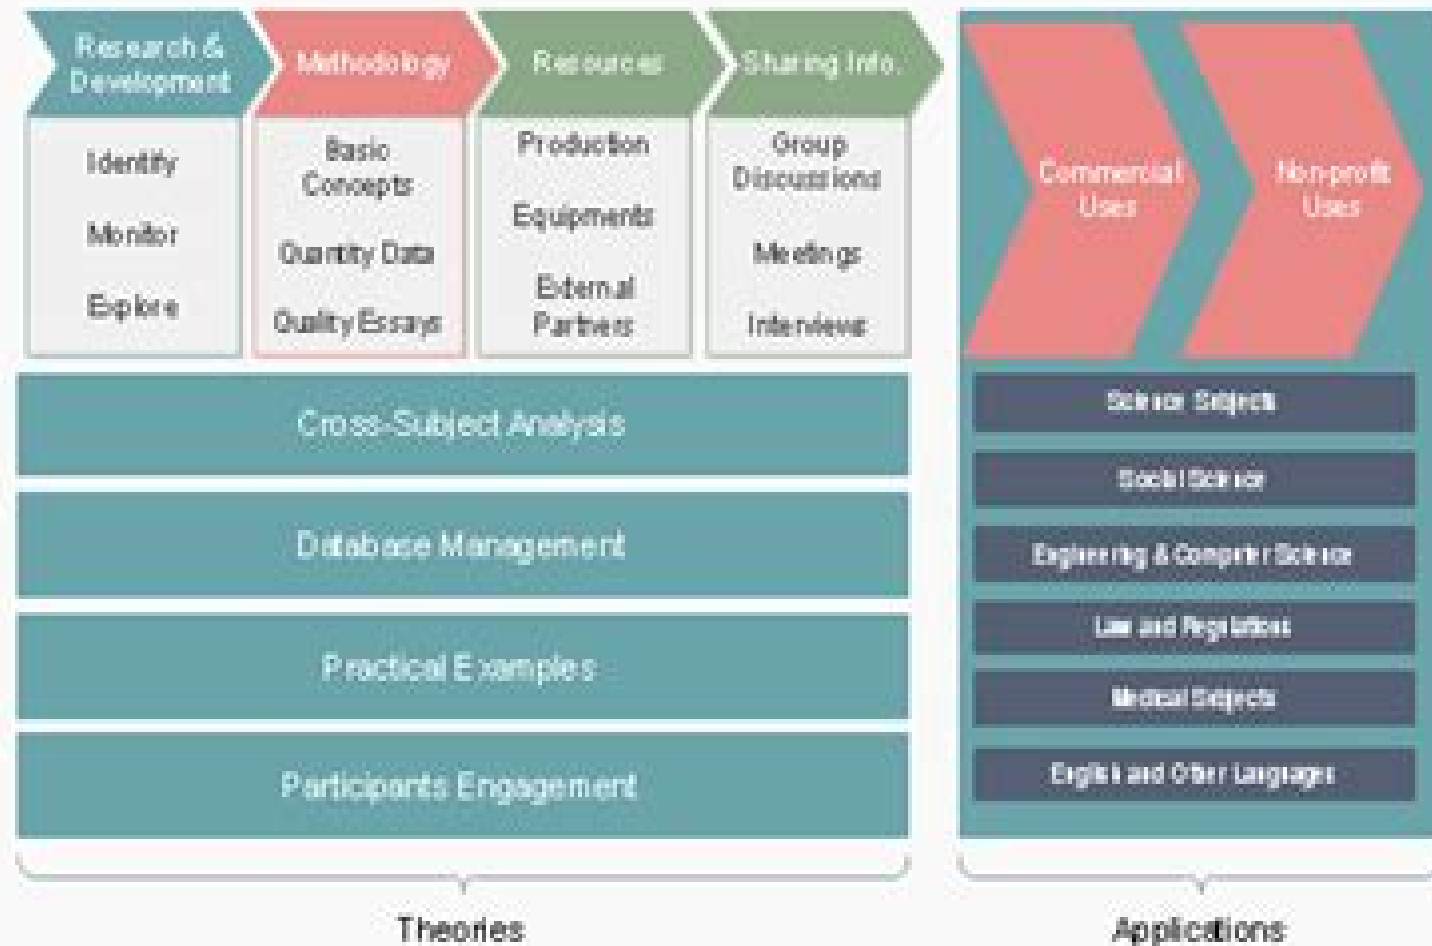 Research &
Development
Methodology
Resources
Sharing Info.
Identify
Monitor
Explore
Basic
Concepts
Quantity Data
Quality Essays
Production
Equipments
External
Partners
Group
Discussions
Meetings
Interviews
Commercial
Uses
Non-profit
Uses
Cross-Subject Analysis
Database Management
Practical Examples
Participants Engagement
Science Subjects
Social Science
Engineering & Computer Science
Law and Regulations
Medical Subjects
English and Other Languages
Theories
Applications